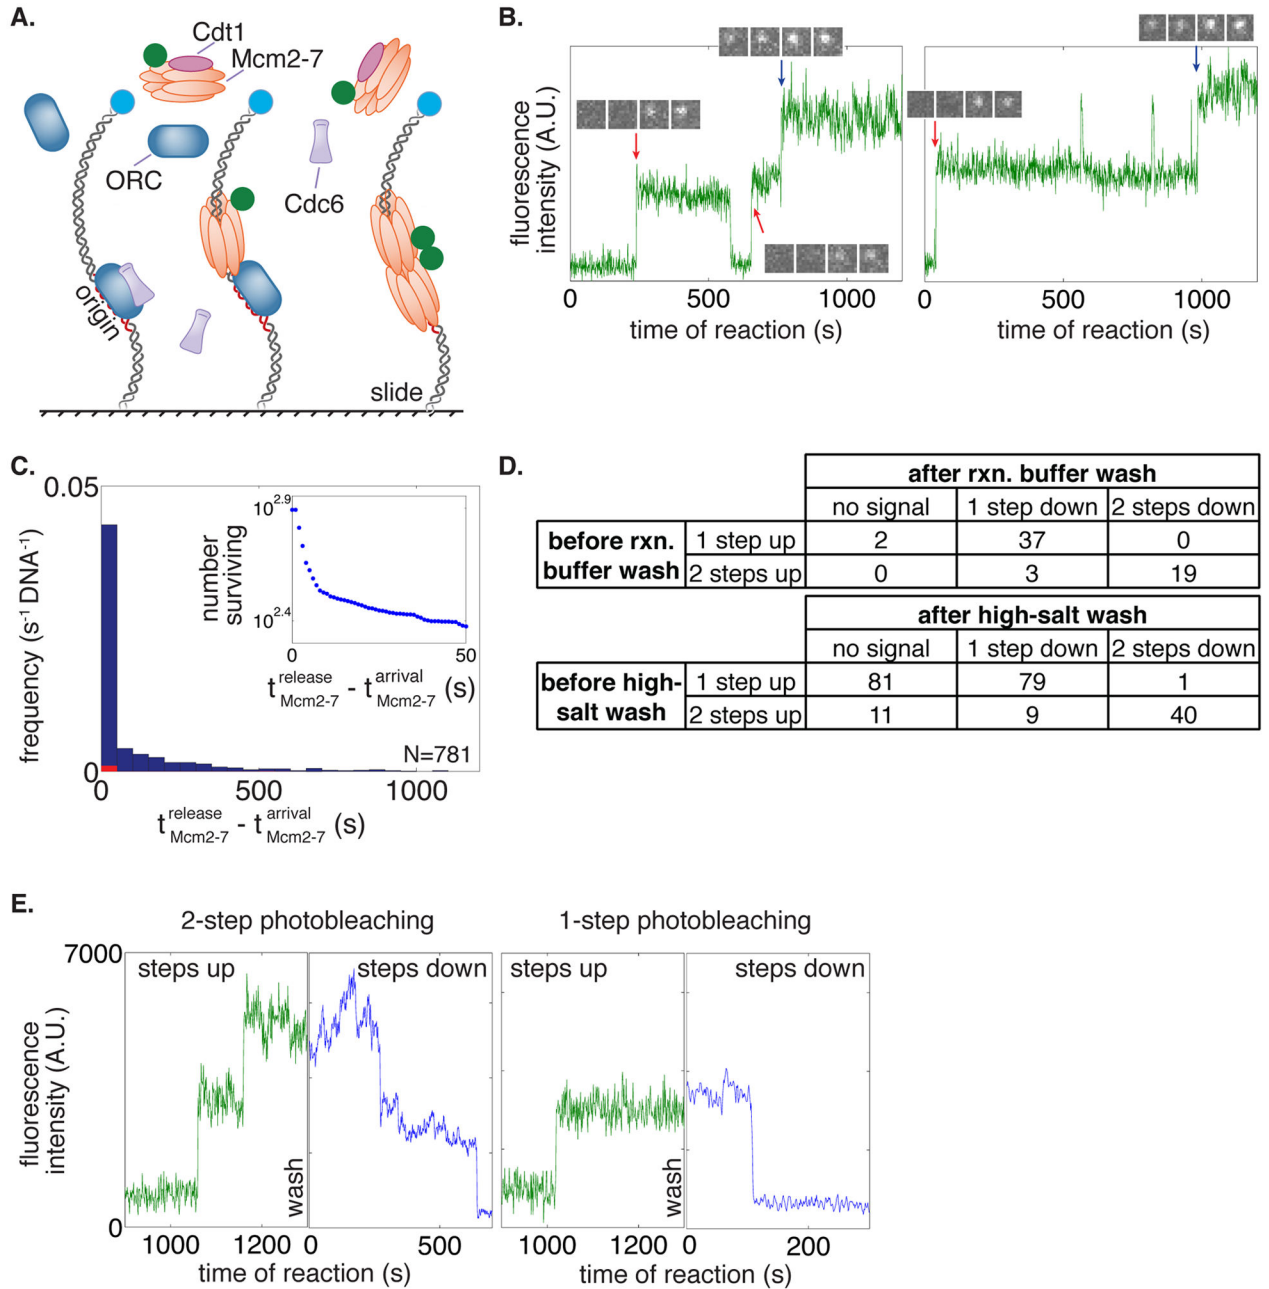 A.
Cdt1
Mcm2-7
ORC
Cdc6
origin
slide
B.
fluorescence
intensity (A.U.)
0 500 1000
time of reaction (s)
0 500 1000
time of reaction (s)
C.
0.05
frequency (s-1 DNA-1)
0
0 500 1000
t release Mcm2-7 - t arrival Mcm2-7 (s)
N=781
number
surviving
10 2.9
10 2.4
0 50
t release Mcm2-7 - t arrival Mcm2-7 (s)
D.
after rxn. buffer wash
no signal 1 step down 2 steps down
before rxn. buffer wash
1 step up 2 37 0
2 steps up 0 3 19
after high-salt wash
no signal 1 step down 2 steps down
before high-salt wash
1 step up 81 79 1
2 steps up 11 9 40
E.
2-step photobleaching
1-step photobleaching
7000
fluorescence
intensity (A.U.)
0
steps up
steps down
wash
1000 1200 0 500
time of reaction (s)
steps up
steps down
wash
1000 1200 0 200
time of reaction (s)